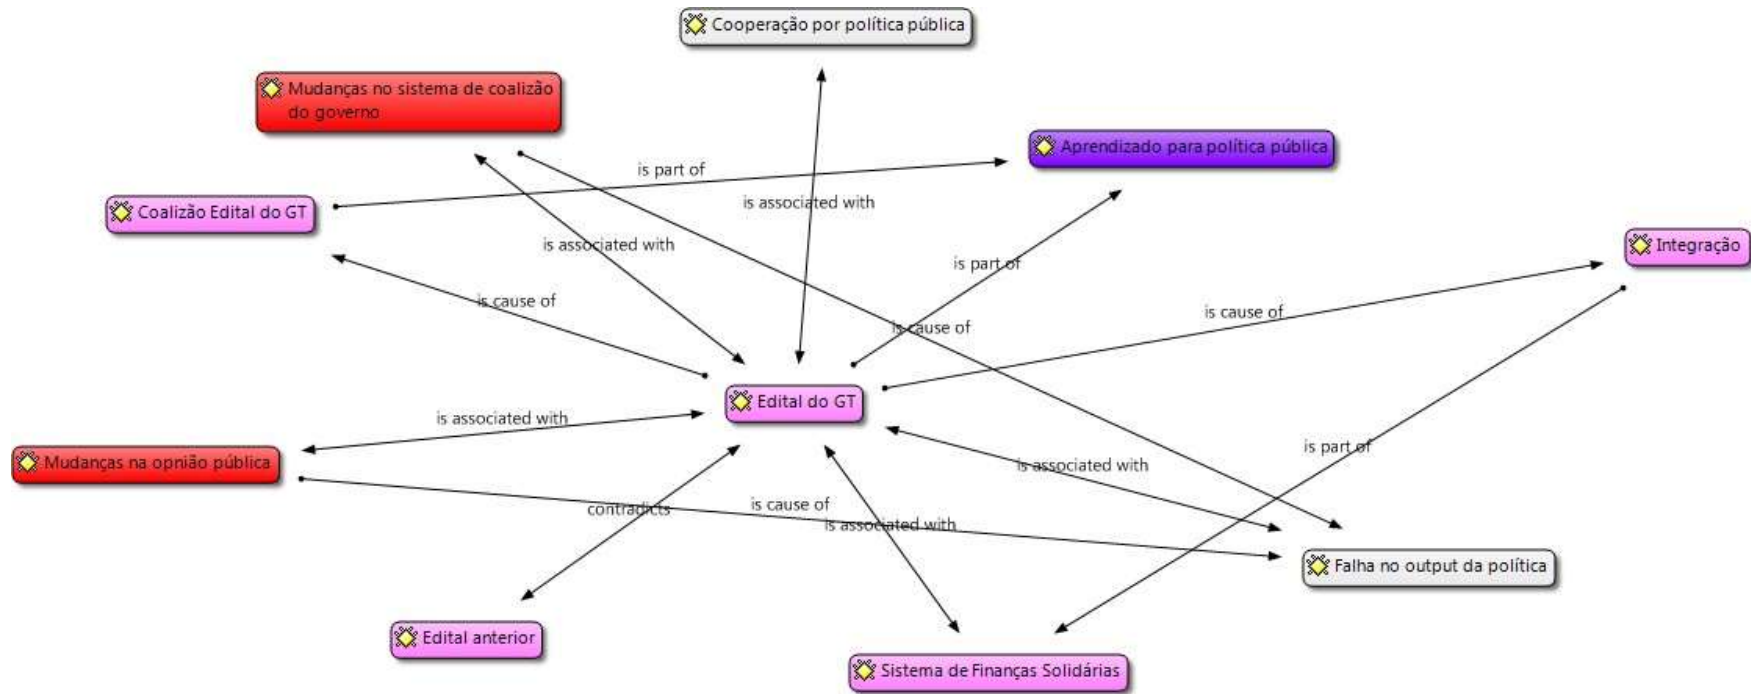 Cooperação por política pública
Mudanças no sistema de coalizão
do governo
Aprendizado para política pública
is part of
is associated with
Coalizão Edital do GT
is associated with
Integração
is part of
is cause of
is cause of
is cause of
Edital do GT
is associated with
is part of
Mudanças na opnião pública
is associated with
contradicts
is cause of
is associated with
Falha no output da política
Edital anterior
Sistema de Finanças Solidárias